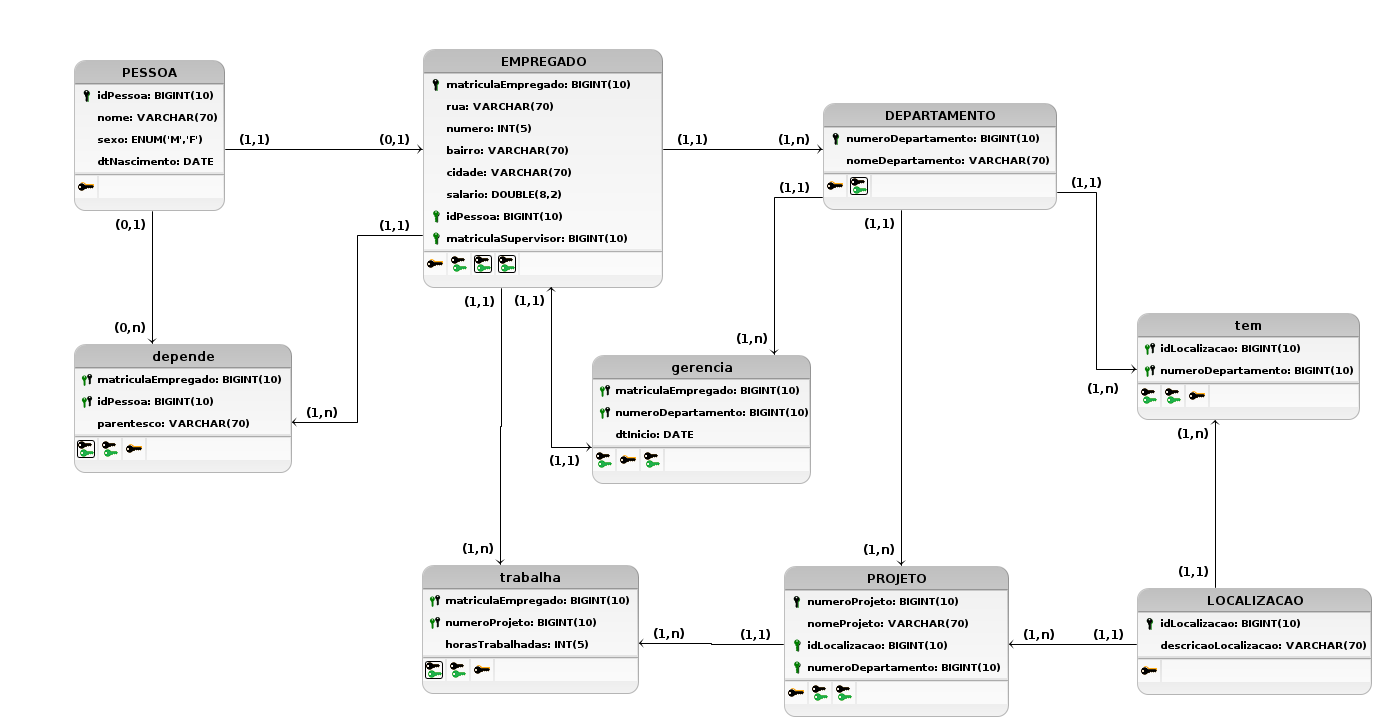 PESSOA
idPessoa: BIGINT(10)
nome: VARCHAR(70)
sexo: ENUM('M','F')
dtNascimento: DATE
(1,1)
(0,1)
EMPREGADO
matriculaEmpregado: BIGINT(10)
rua: VARCHAR(70)
numero: INT(5)
bairro: VARCHAR(70)
cidade: VARCHAR(70)
salario: DOUBLE(8,2)
idPessoa: BIGINT(10)
matriculaSupervisor: BIGINT(10)
(1,1)
(1,n)
DEPARTAMENTO
numeroDepartamento: BIGINT(10)
nomeDepartamento: VARCHAR(70)
(1,1)
(1,1)
(1,1)
(0,1)
(0,n)
(1,1)
(1,n)
depende
matriculaEmpregado: BIGINT(10)
idPessoa: BIGINT(10)
parentesco: VARCHAR(70)
(1,1)
(1,1)
(1,n)
(1,1)
gerencia
matriculaEmpregado: BIGINT(10)
numeroDepartamento: BIGINT(10)
dtInicio: DATE
(1,n)
tem
idLocalizacao: BIGINT(10)
numeroDepartamento: BIGINT(10)
(1,n)
(1,1)
(1,n)
trabalha
matriculaEmpregado: BIGINT(10)
numeroProjeto: BIGINT(10)
horasTrabalhadas: INT(5)
(1,n)
(1,1)
(1,n)
PROJETO
numeroProjeto: BIGINT(10)
nomeProjeto: VARCHAR(70)
idLocalizacao: BIGINT(10)
numeroDepartamento: BIGINT(10)
(1,n)
(1,1)
LOCALIZACAO
idLocalizacao: BIGINT(10)
descricaoLocalizacao: VARCHAR(70)